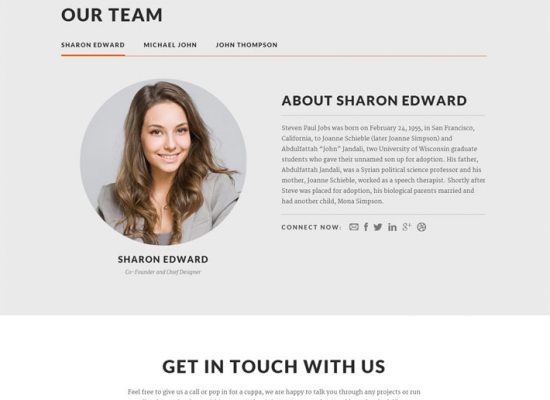 OUR TEAM
SHARON EDWARD MICHAEL JOHN JOHN THOMPSON
ABOUT SHARON EDWARD
Steven Paul Jobs was born on February 24, 1955, in San Francisco,
California, to Joanne Schieble (later Joanne Simpson) and
Abdulfattah “John” Jandali, two University of Wisconsin graduate
students who gave their unnamed son up for adoption. His father,
Abdulfattah Jandali, was a Syrian political science professor and his
mother, Joanne Schieble, worked as a speech therapist. Shortly after
Steve was placed for adoption, his biological parents married and
had another child, Mona Simpson.
CONNECT NOW:
SHARON EDWARD
Co-Founder and Chief Designer
GET IN TOUCH WITH US
Feel free to give us a call or pop in for a cuppa, we are happy to talk you through any projects or run